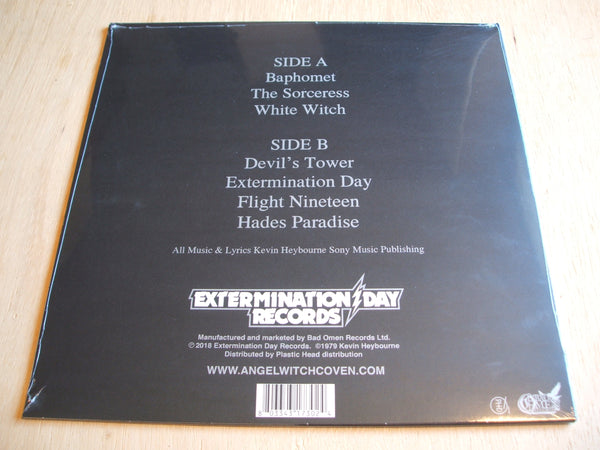 SIDE A
Baphomet
The Sorceress
White Witch
SIDE B
Devil's Tower
Extermination Day
Flight Nineteen
Hades Paradise
All Music & Lyrics Kevin Heybourne Sony Music Publishing
EXTERMINATION DAY
RECORDS
Manufactured and marketed by Bad Omen Records Ltd.
© 2018 Extermination Day Records. ©1979 Kevin Heybourne
Distributed by Plastic Head distribution
WWW.ANGELWITCHCOVEN.COM